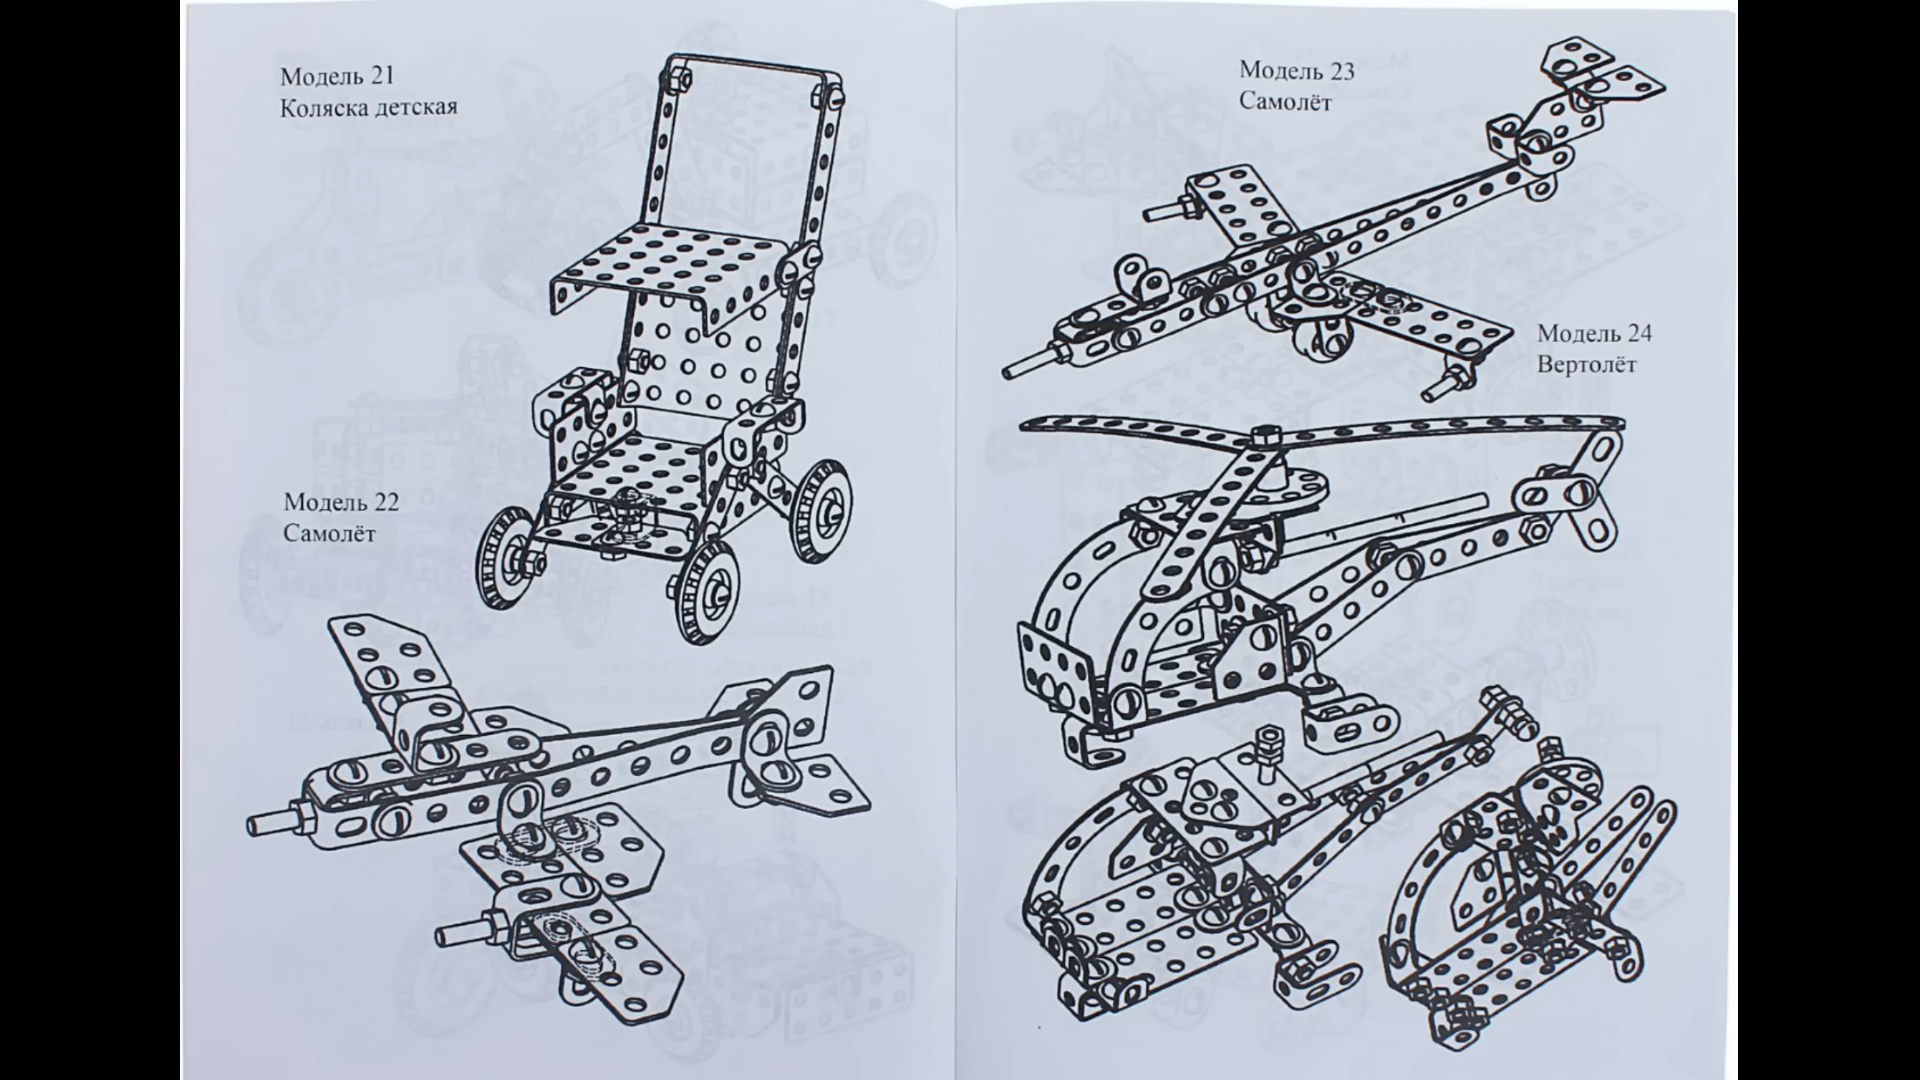 Модель 21
Коляска детская
Модель 22
Самолёт
Модель 23
Самолёт
Модель 24
Вертолёт